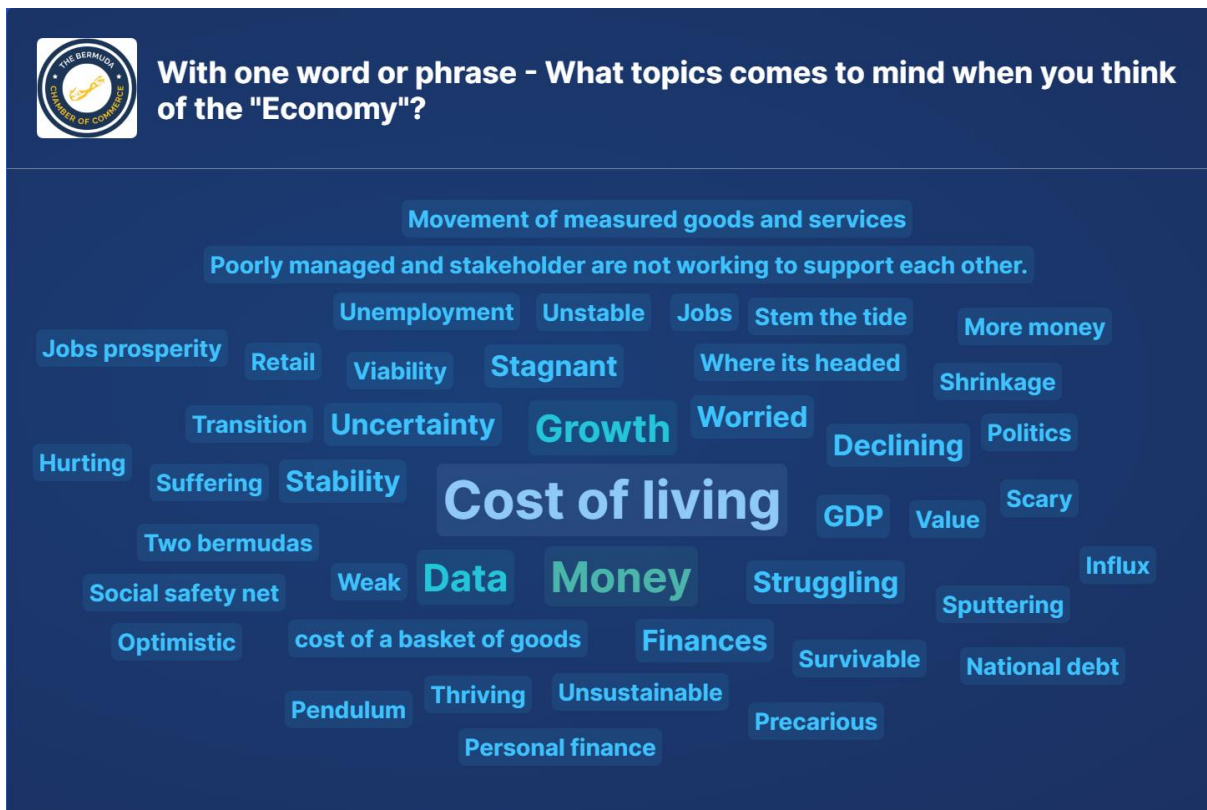 THE BERMUDA
CHAMBER OF COMMERCE
With one word or phrase - What topics comes to mind when you think
of the "Economy"?
Movement of measured goods and services
Poorly managed and stakeholder are not working to support each other.
Unemployment
Unstable
Jobs
Stem the tide
More money
Jobs prosperity
Retail
Viability
Stagnant
Where its headed
Shrinkage
Transition
Uncertainty
Growth
Worried
Declining
Politics
Hurting
Suffering
Stability
Cost of living
GDP
Value
Scary
Two bermudas
Social safety net
Weak
Data
Money
Struggling
Sputtering
Influx
Optimistic
cost of a basket of goods
Finances
Survivable
National debt
Pendulum
Thriving
Unsustainable
Precarious
Personal finance